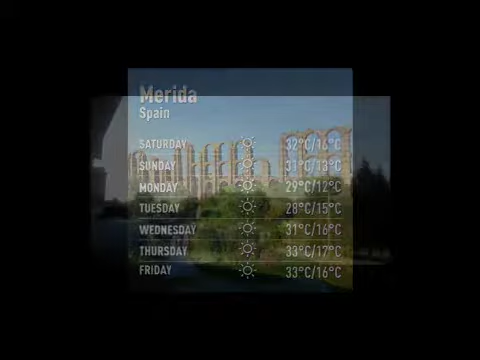 Merida
Spain
SATURDAY 32°C/16°C
SUNDAY 31°C/13°C
MONDAY 29°C/12°C
TUESDAY 28°C/15°C
WEDNESDAY 31°C/16°C
THURSDAY 33°C/17°C
FRIDAY 33°C/16°C